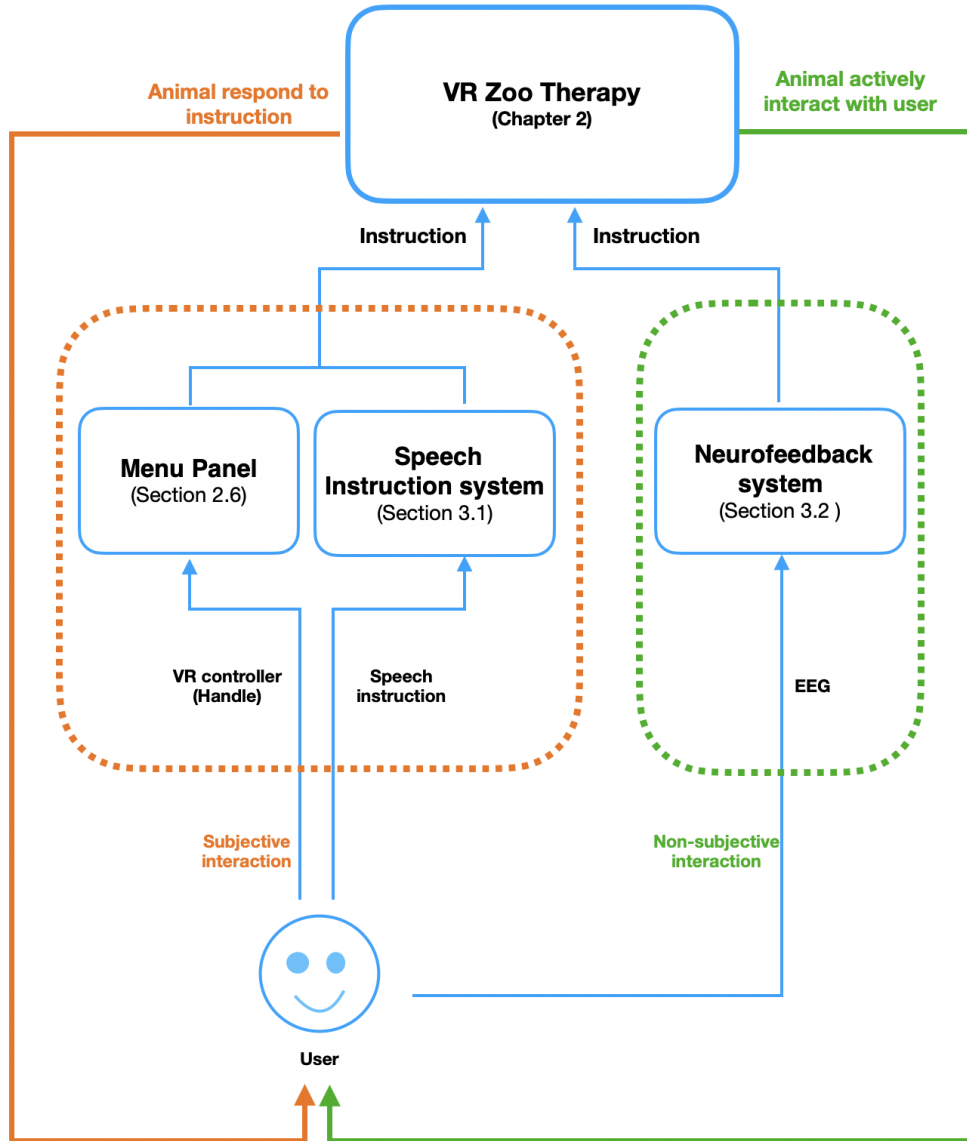 Animal respond to
instruction
VR Zoo Therapy
(Chapter 2)
Animal actively
interact with user
Instruction
Instruction
Menu Panel
(Section 2.6)
Speech
Instruction system
(Section 3.1)
Neurofeedback
system
(Section 3.2 )
VR controller
(Handle)
Speech
instruction
EEG
Subjective
interaction
Non-subjective
interaction
User